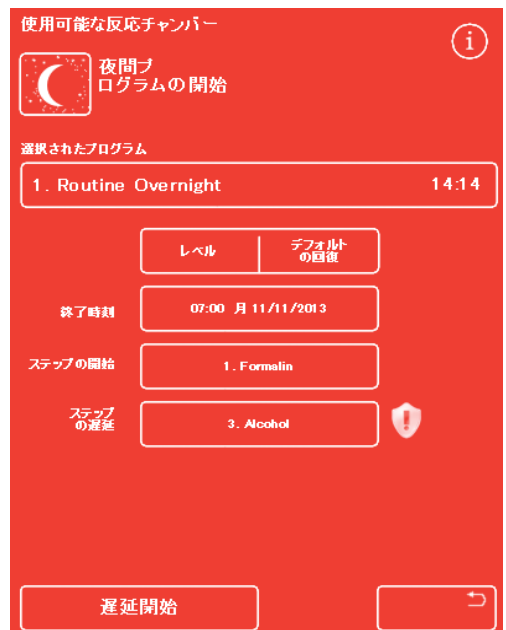 使用可能な反応チャンバー
夜間プ
ログラムの開始
選択されたプログラム
1. Routine Overnight 14:14
レベル デフォルト
の回復
終了時刻 07:00 月 11/11/2013
ステップの開始 1. Formalin
ステップ
の遅延 3. Alcohol
遅延開始